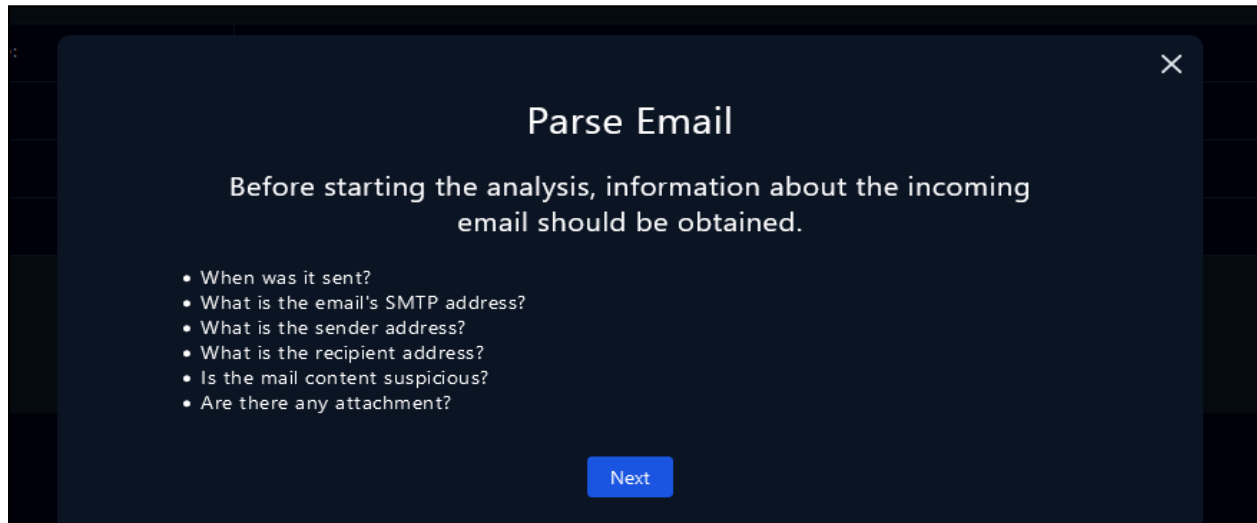 Parse Email
Before starting the analysis, information about the incoming
email should be obtained.
• When was it sent?
• What is the email's SMTP address?
• What is the sender address?
• What is the recipient address?
• Is the mail content suspicious?
• Are there any attachment?
Next